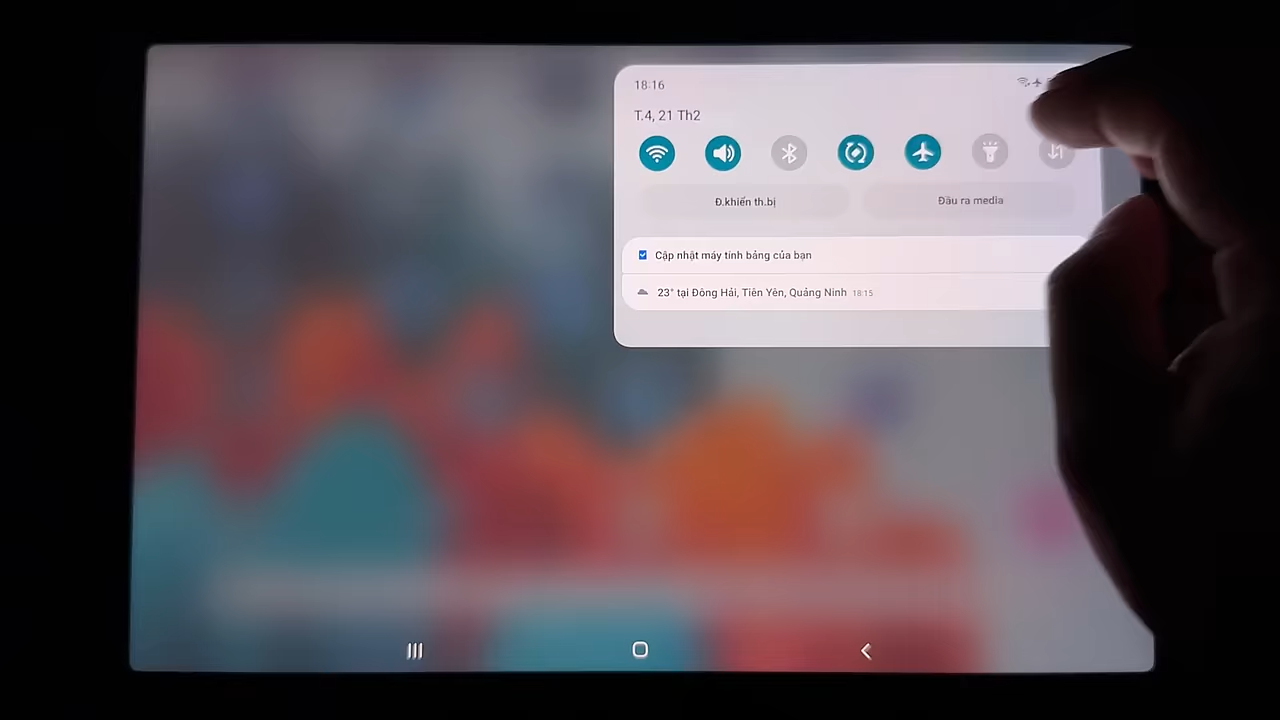 18:16
T.4, 21 Th2
Đ.khiển th.bị
Đầu ra media
Cập nhật máy tính bảng của bạn
23° tại Đông Hải, Tiên Yên, Quảng Ninh 18:15